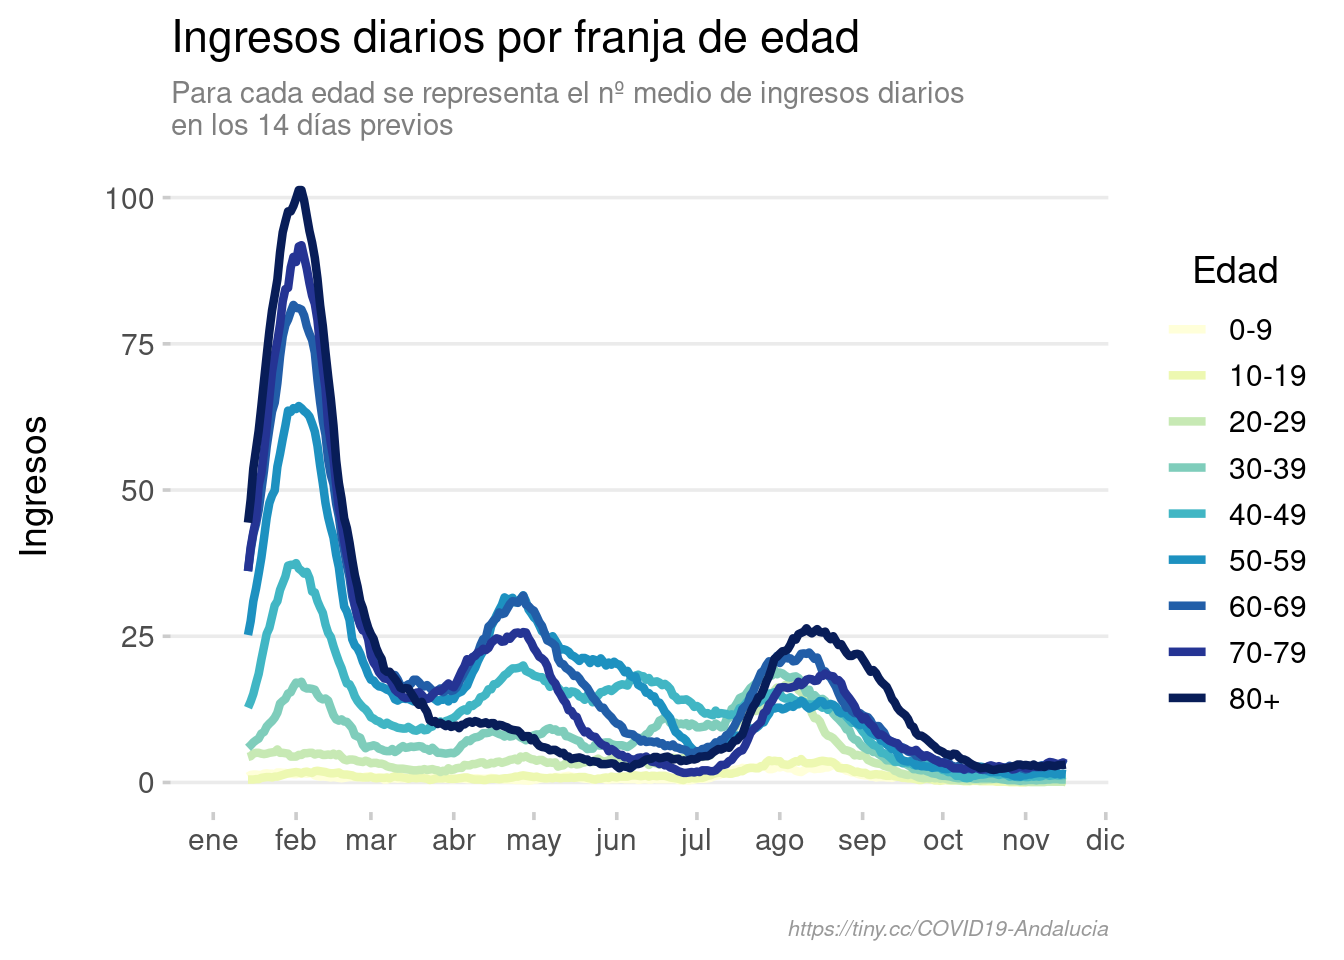 Ingresos diarios por franja de edad
Para cada edad se representa el nº medio de ingresos diarios
en los 14 días previos
Ingresos
100
75
50
25
0
ene feb mar abr may jun jul ago sep oct nov dic
Edad
0-9
10-19
20-29
30-39
40-49
50-59
60-69
70-79
80+
https://tiny.cc/COVID19-Andalucia